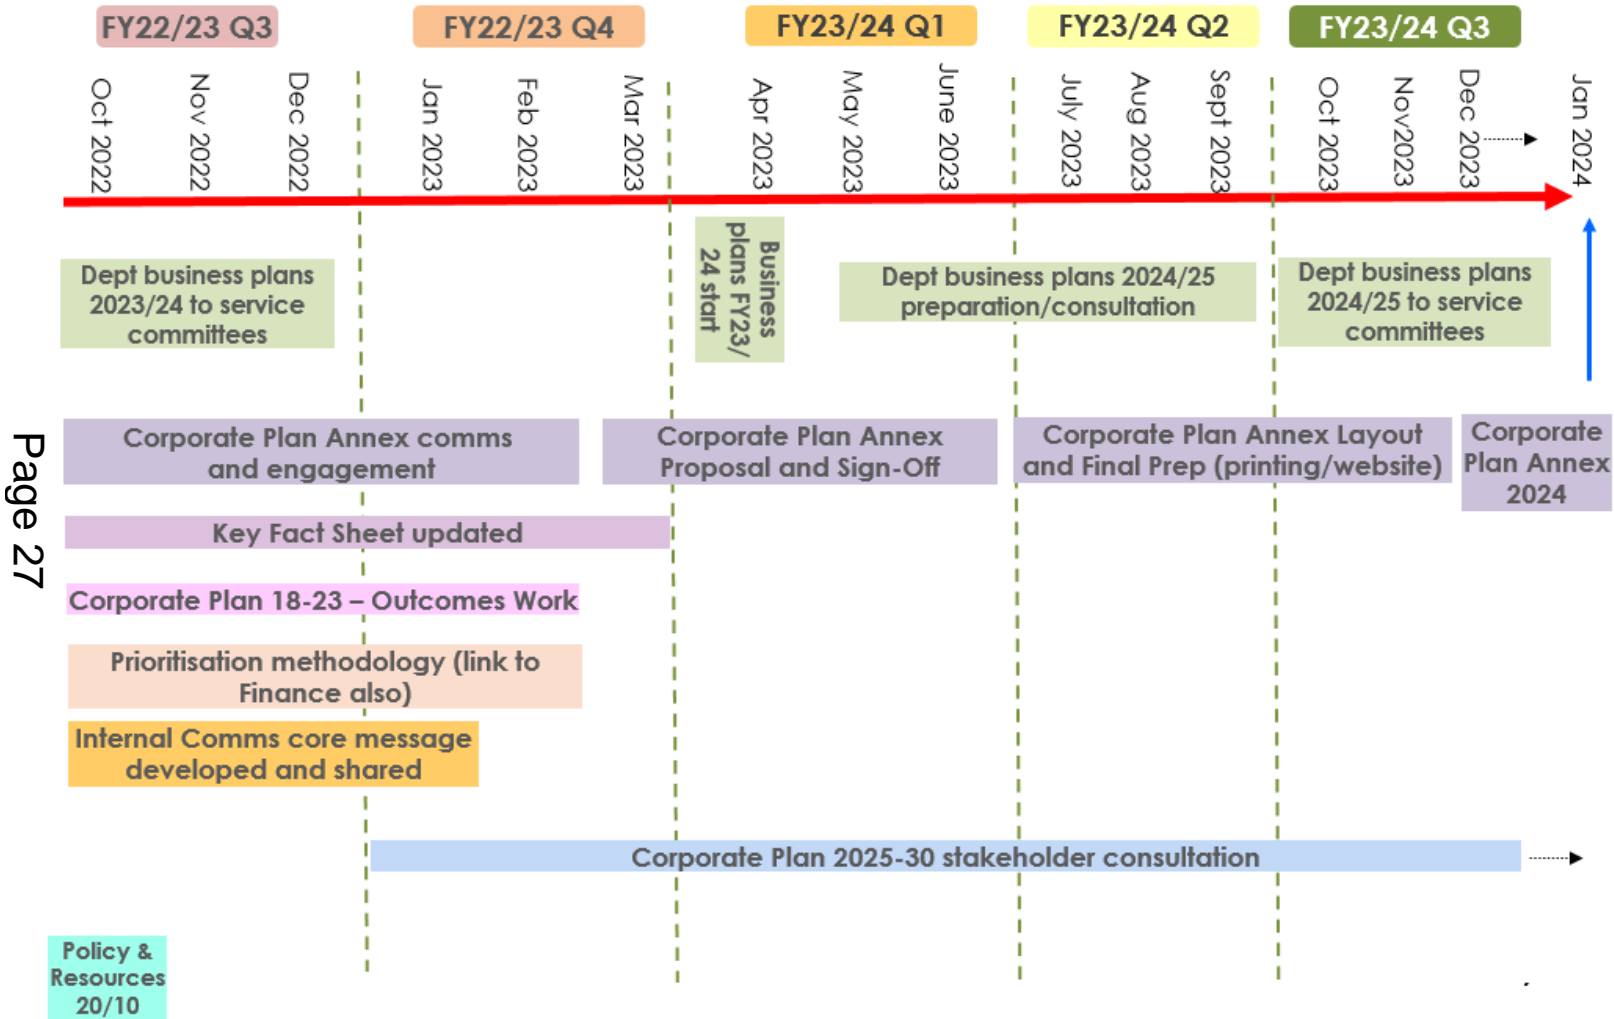 FY22/23 Q3
FY22/23 Q4
FY23/24 Q1
FY23/24 Q2
FY23/24 Q3
Oct 2022
Nov 2022
Dec 2022
Jan 2023
Feb 2023
Mar 2023
Apr 2023
May 2023
June 2023
July 2023
Aug 2023
Sept 2023
Oct 2023
Nov2023
Dec 2023
Jan 2024
Dept business plans
2023/24 to service
committees
Business
plans FY23/
24 start
Dept business plans 2024/25
preparation/consultation
Dept business plans
2024/25 to service
committees
Corporate Plan Annex comms
and engagement
Corporate Plan Annex
Proposal and Sign-Off
Corporate Plan Annex Layout
and Final Prep (printing/website)
Corporate
Plan Annex
2024
Page 27
Key Fact Sheet updated
Corporate Plan 18-23 – Outcomes Work
Prioritisation methodology (link to
Finance also)
Internal Comms core message
developed and shared
Corporate Plan 2025-30 stakeholder consultation
Policy &
Resources
20/10